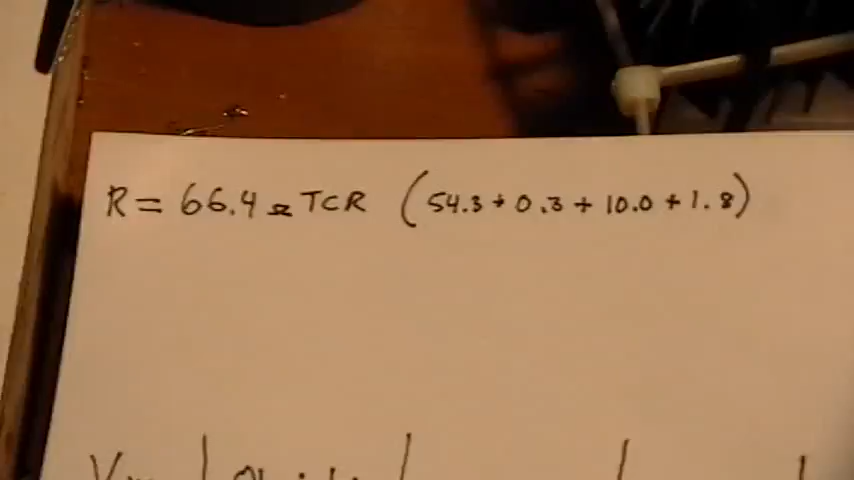 R = 66.4 Ω TCR (54.3 + 0.3 + 10.0 + 1.8)